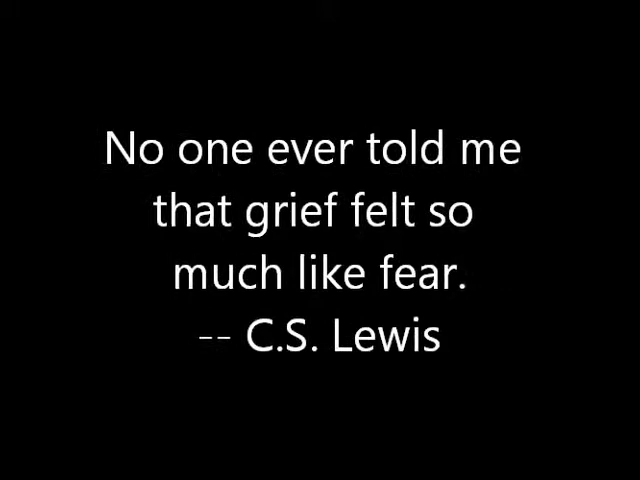 No one ever told me
that grief felt so
much like fear.
-- C.S. Lewis